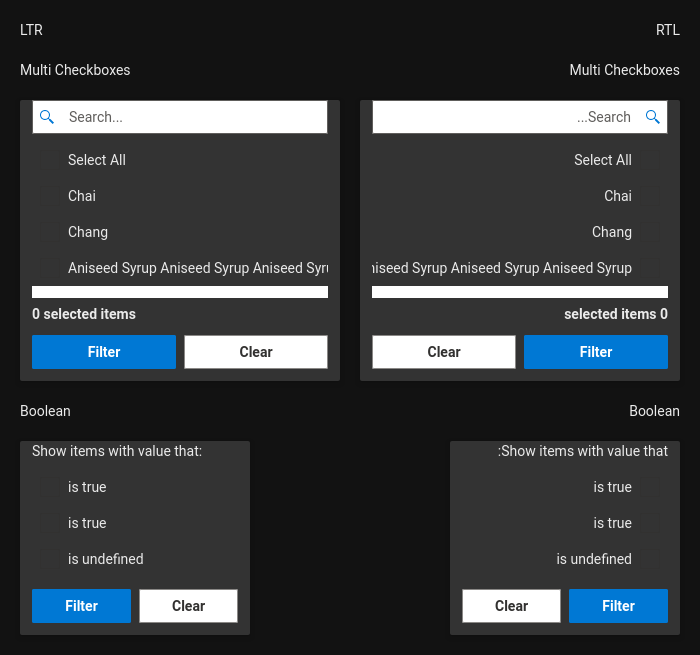 LTR
Multi Checkboxes
Search...
Select All
Chai
Chang
Aniseed Syrup Aniseed Syrup Aniseed
0 selected items
Filter Clear
Boolean
Show items with value that:
is true
is true
is undefined
Filter Clear
RTL
Multi Checkboxes
...Search
Select All
Chai
Chang
Aniseed Syrup Aniseed Syrup
selected items 0
Clear Filter
Boolean
:Show items with value that
is true
is true
is undefined
Clear Filter